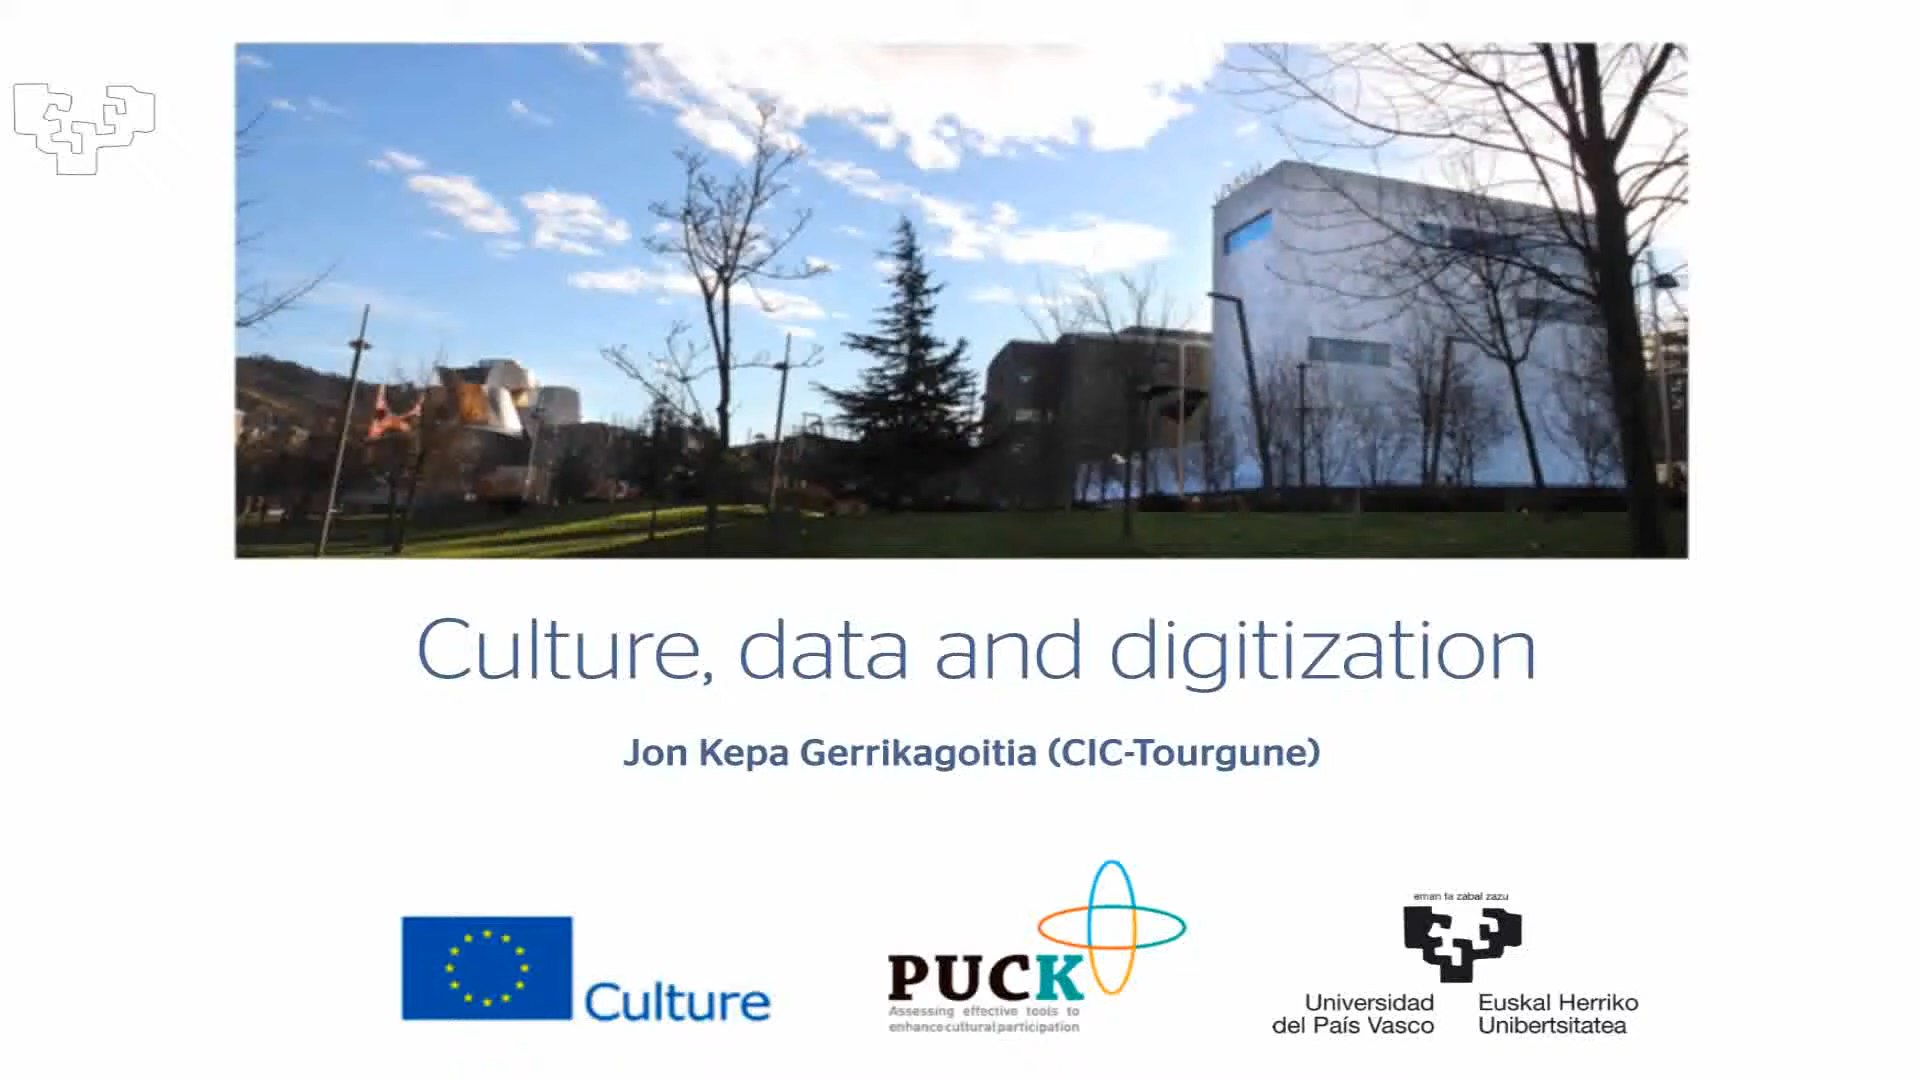 Culture, data and digitization
Jon Kepa Gerrikagoitia (CIC-Tourgune)
Culture
PUCK
Assessing effective tools to
enhance cultural participation
eman ta zabal zazu
Universidad
del País Vasco
Euskal Herriko
Unibertsitatea